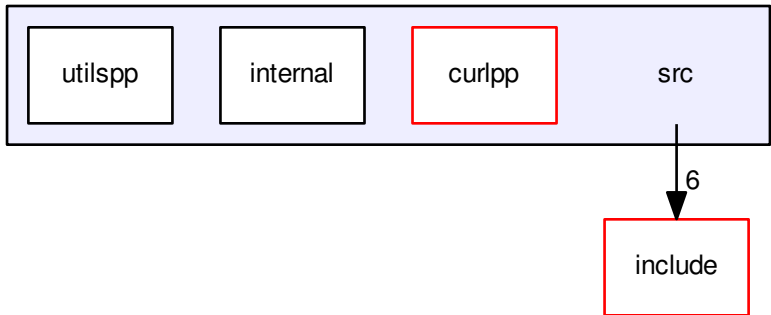 utilspp
internal
curlpp
src
6
include